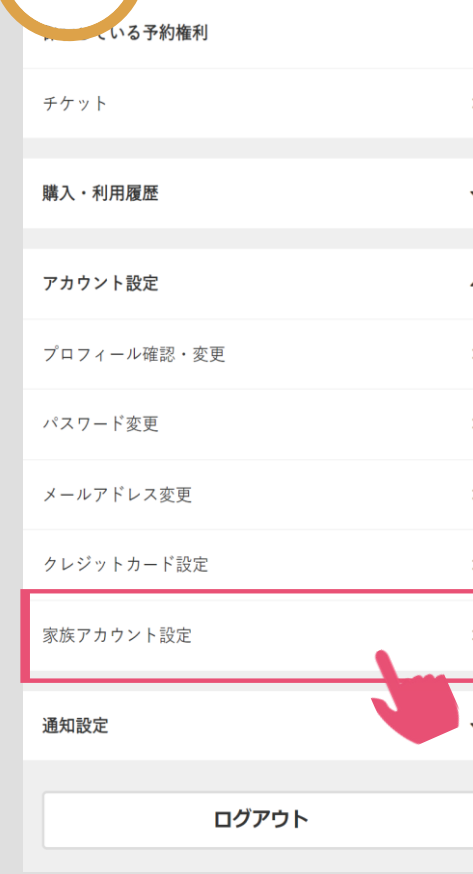 ている予約権利
チケット
購入・利用履歴
アカウント設定
プロフィール確認・変更
パスワード変更
メールアドレス変更
クレジットカード設定
家族アカウント設定
通知設定
ログアウト